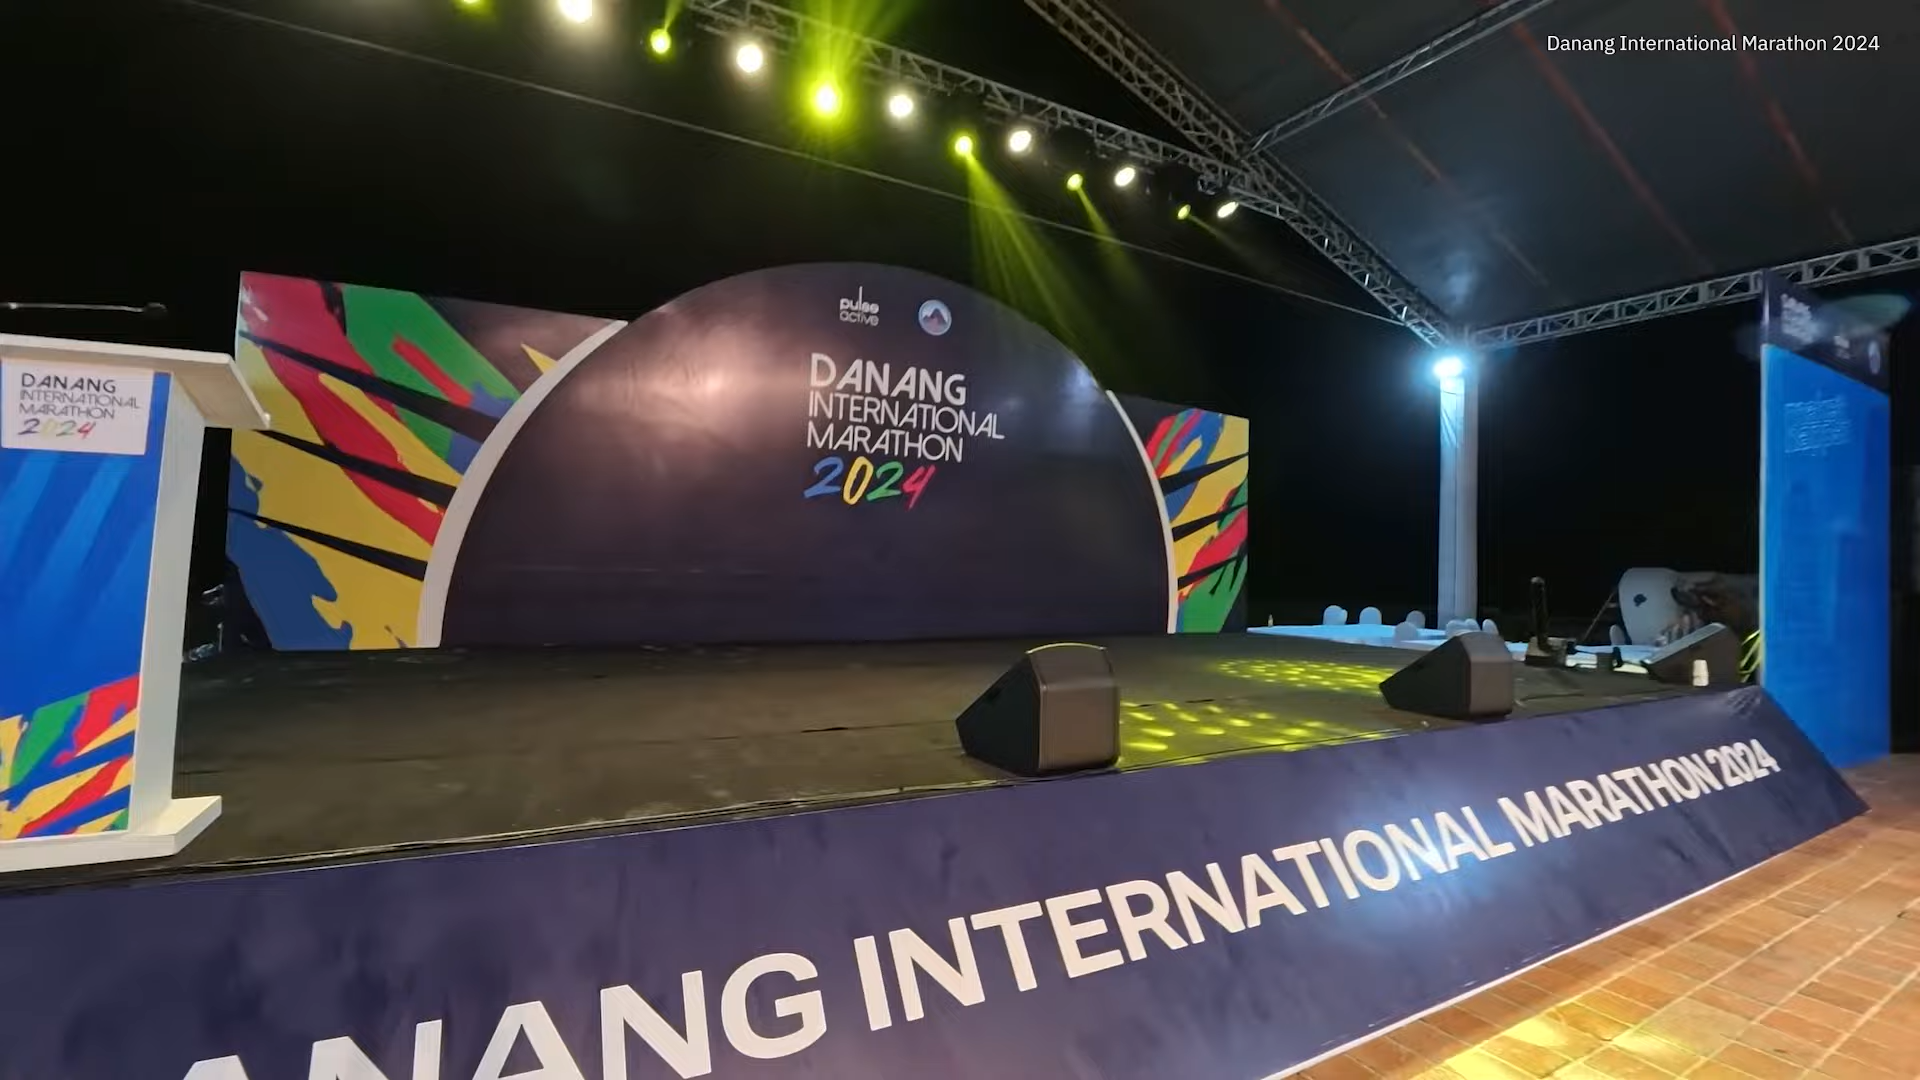 Danang International Marathon 2024
pulse
active
DANANG
INTERNATIONAL
MARATHON
2024
DANANG
INTERNATIONAL
MARATHON
2024
ANANG INTERNATIONAL MARATHON 2024